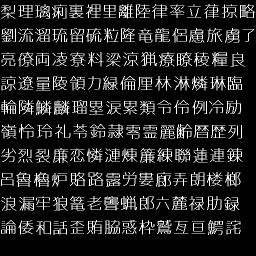 梨理璃痢裏裡里離陸律率立葎掠略
劉流溜琉留硫粒隆竜龍侶慮旅虜了
亮僚両凌寮料梁涼猟療瞭稜糧良
諒遼量陵領力緑倫厘林淋燐琳臨
輪隣鱗麟瑠塁涙累類令伶例冷励
嶺怜玲礼苓鈴隷零霊麗齢暦歴列
劣烈裂廉恋憐漣煉簾練聯蓮連錬
呂魯櫓炉賂路露労婁廊弄朗楼榔
浪漏牢狼篭老聾蝋郎六麓禄肋録
論倭和話歪賄脇惑枠鷲亙亘鰐詫